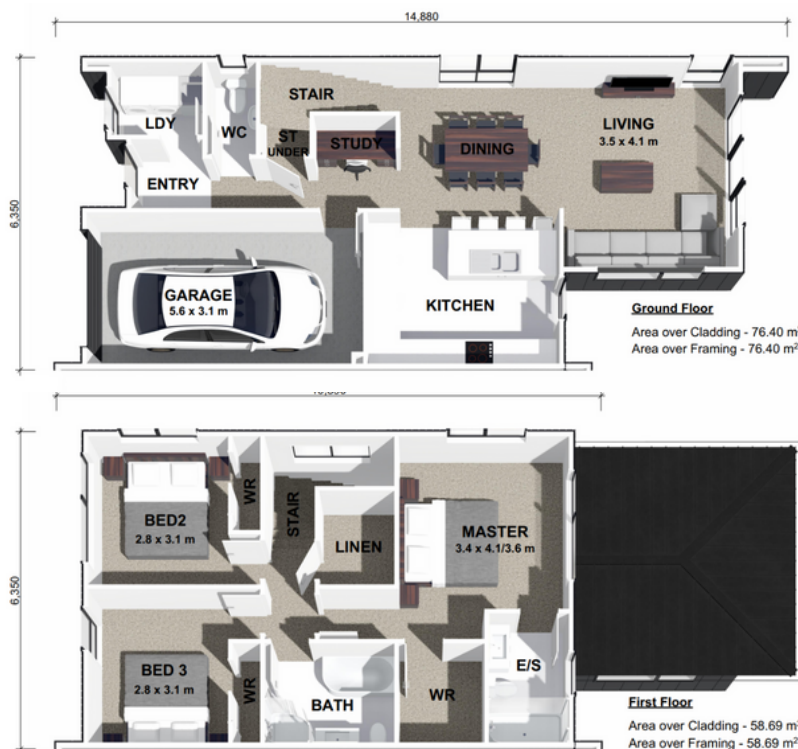 14,880
6,350
STAIR
LDY
WC
ST
UNDER
STUDY
DINING
LIVING
3.5 x 4.1 m
ENTRY
GARAGE
5.6 x 3.1 m
KITCHEN
Ground Floor
Area over Cladding - 76.40 m
Area over Framing - 76.40 m²
6,350
BED2
2.8 x 3.1 m
WR
STAIR
LINEN
MASTER
3.4 x 4.1/3.6 m
BED 3
2.8 x 3.1 m
WR
BATH
WR
E/S
First Floor
Area over Cladding - 58.69 m
Area over Framing - 58.69 m²